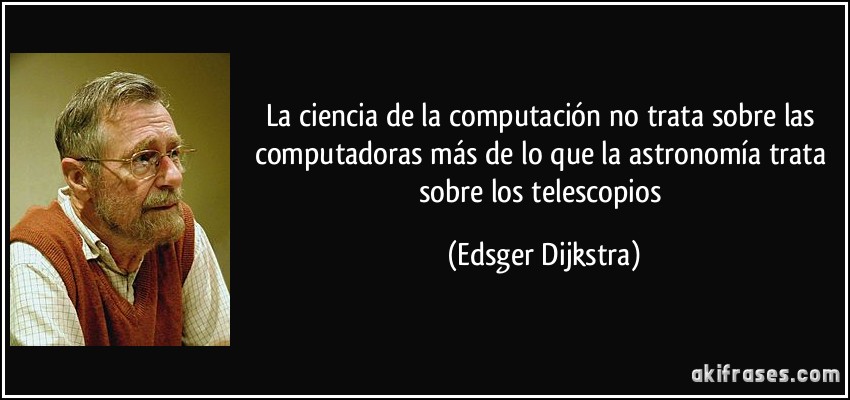 La ciencia de la computación no trata sobre las
computadoras más de lo que la astronomía trata
sobre los telescopios
(Edsger Dijkstra)
akifrases.com